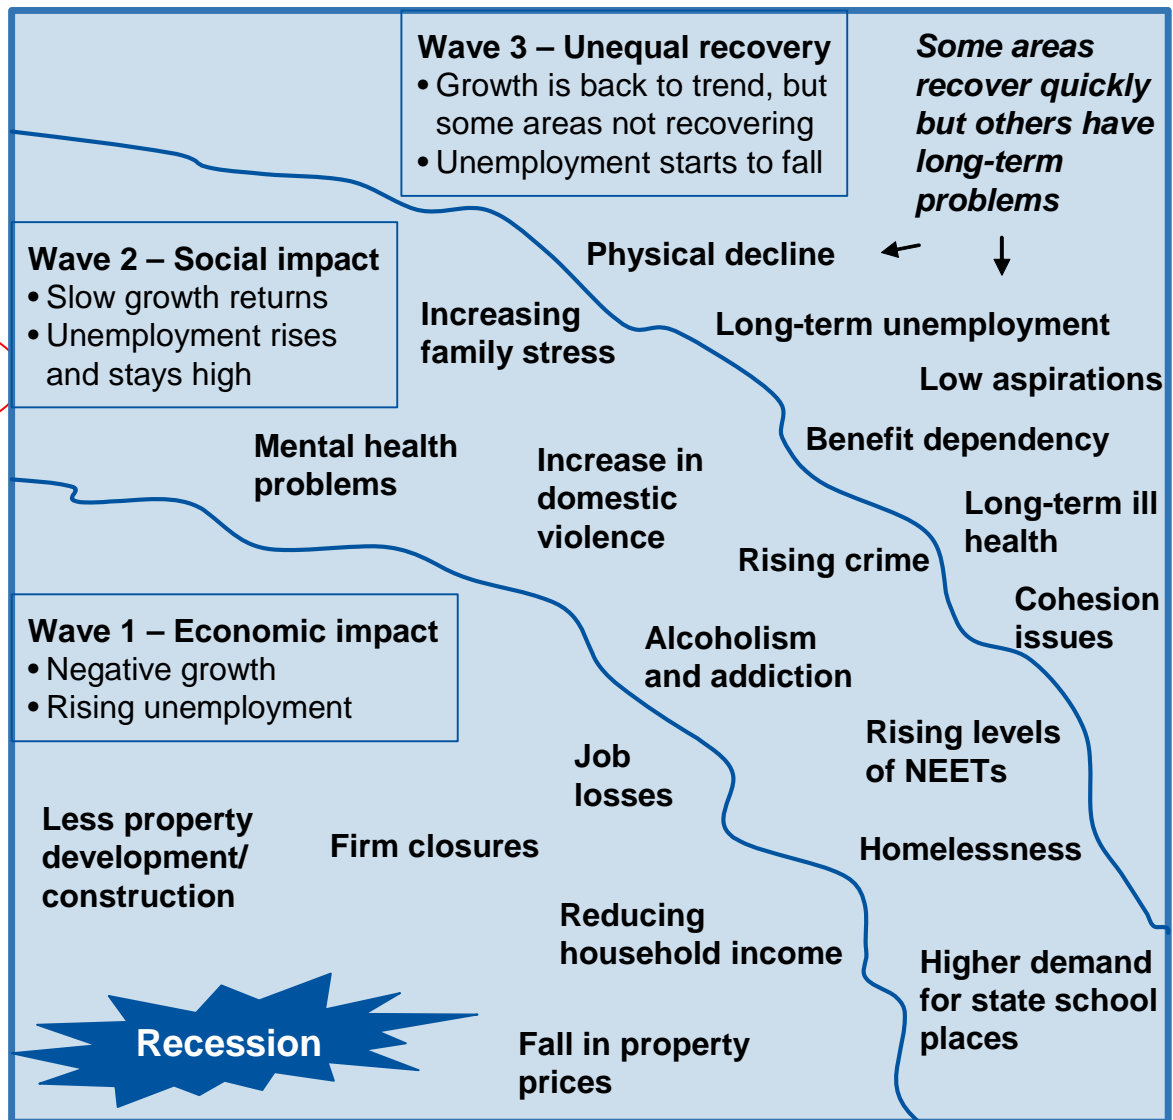 Wave 3 – Unequal recovery
• Growth is back to trend, but
some areas not recovering
• Unemployment starts to fall
Some areas
recover quickly
but others have
long-term
problems
Wave 2 – Social impact
• Slow growth returns
• Unemployment rises
and stays high
Physical decline
Increasing
family stress
Long-term unemployment
Low aspirations
Mental health
problems
Increase in
domestic
violence
Benefit dependency
Long-term ill
health
Rising crime
Cohesion
issues
Wave 1 – Economic impact
• Negative growth
• Rising unemployment
Alcoholism
and addiction
Rising levels
of NEETs
Job
losses
Less property
development/
construction
Firm closures
Homelessness
Reducing
household income
Higher demand
for state school
places
Recession
Fall in property
prices